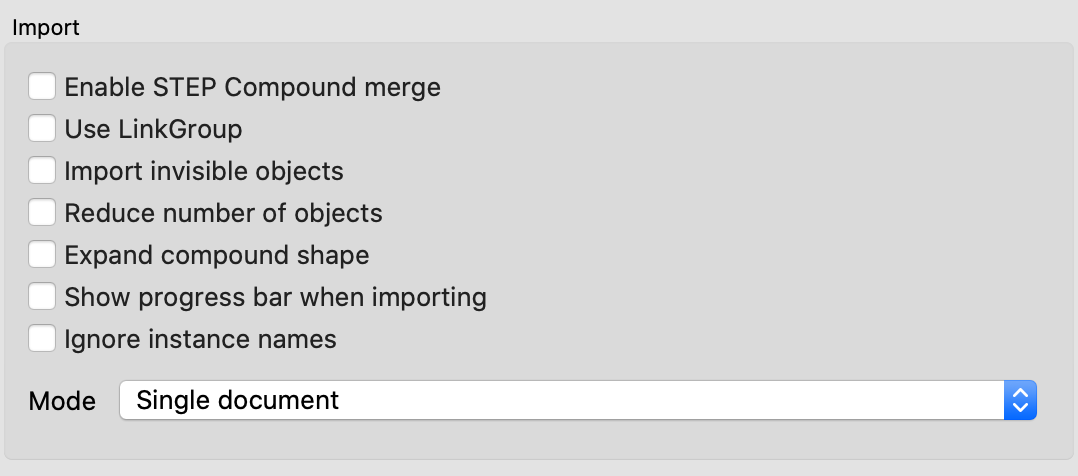 Import
Enable STEP Compound merge
Use LinkGroup
Import invisible objects
Reduce number of objects
Expand compound shape
Show progress bar when importing
Ignore instance names
Mode Single document